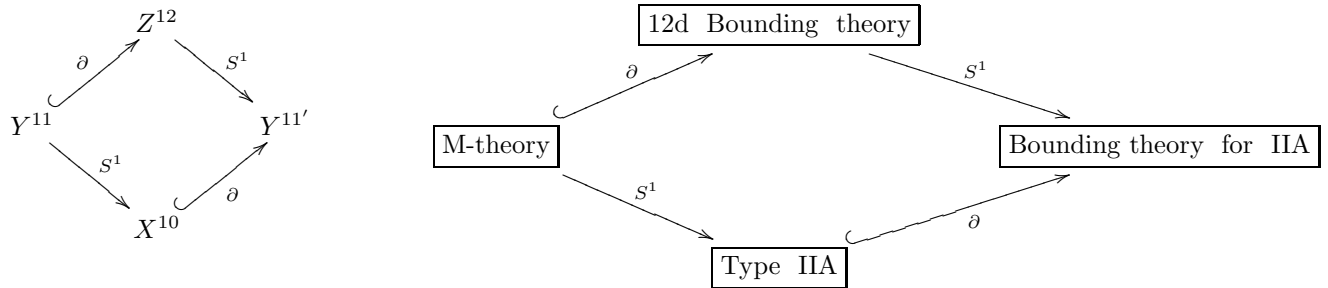 Z^{12}
∂
S^1
Y^{11}
Y^{11'}
S^1
∂
X^{10}
12d Bounding theory
∂
S^1
M-theory
Bounding theory for IIA
S^1
∂
Type IIA